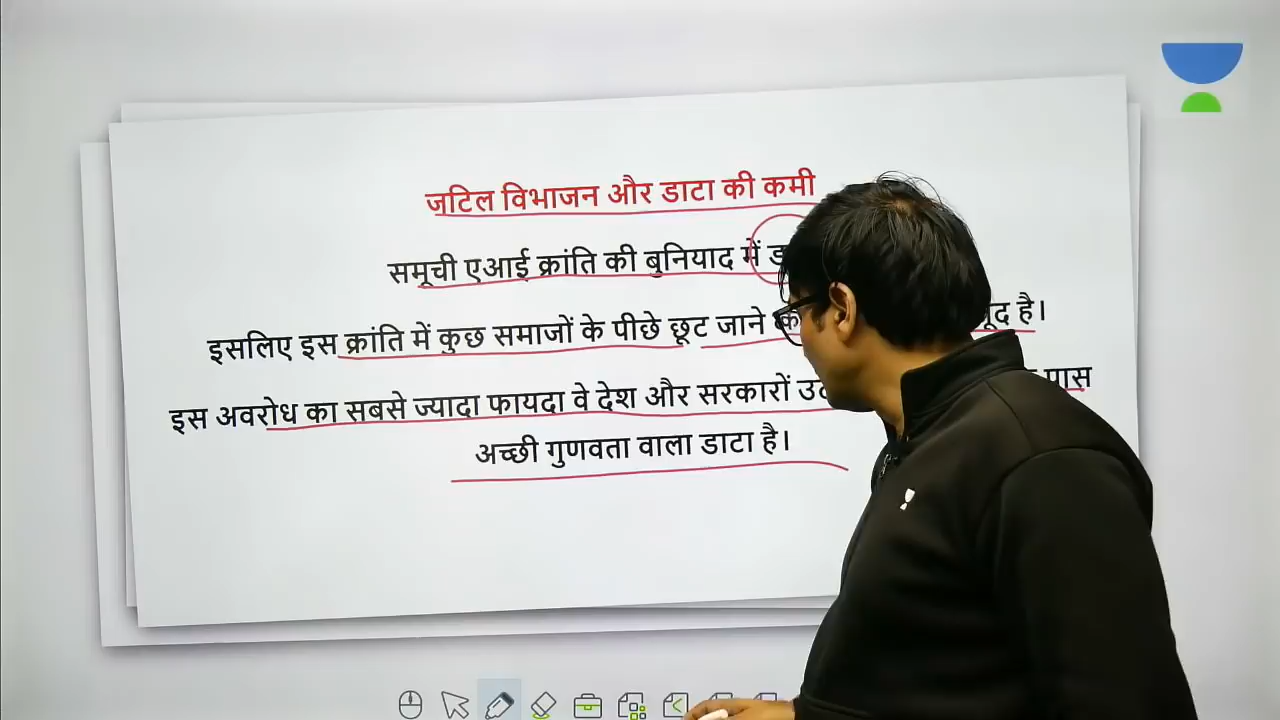 जटिल विभाजन और डाटा की कमी
समूची एआई क्रांति की बुनियाद में
इसलिए इस क्रांति में कुछ समाजों के पीछे छूट जाने है।
इस अवरोध का सबसे ज्यादा फायदा वे देश और सरकारों पास
अच्छी गुणवता वाला डाटा है।